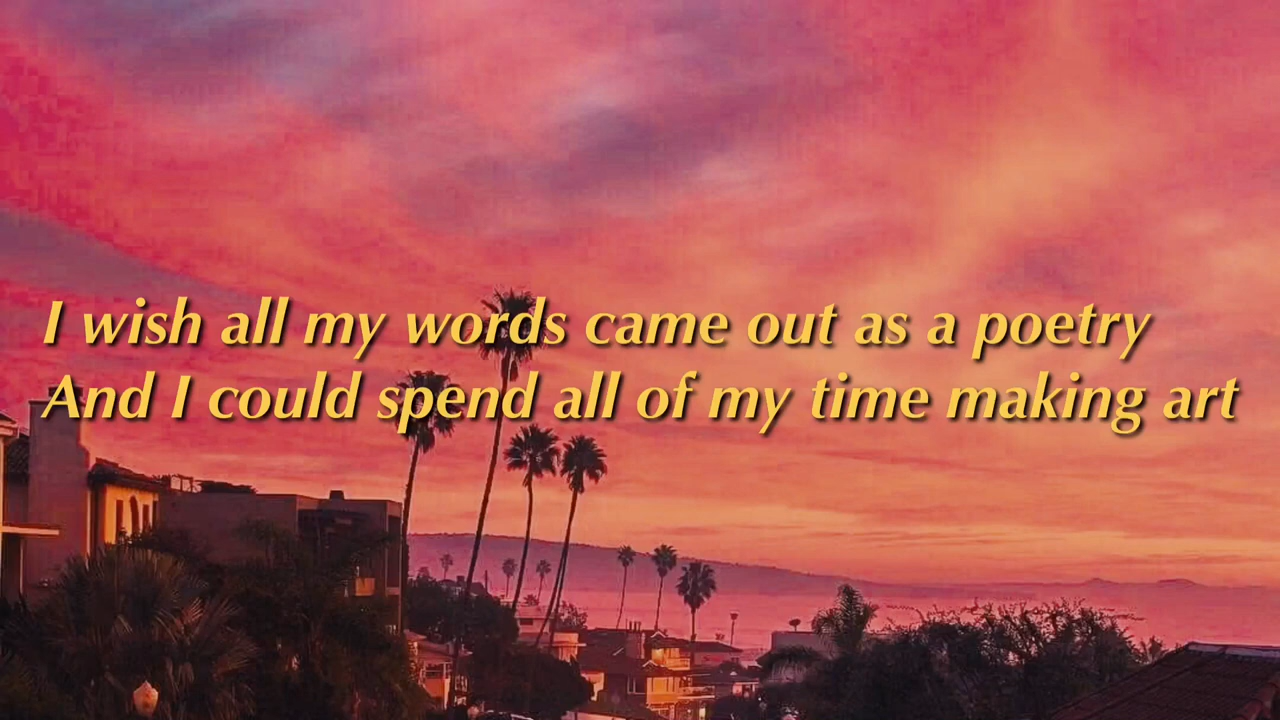 I wish all my words came out as a poetry
And I could spend all of my time making art